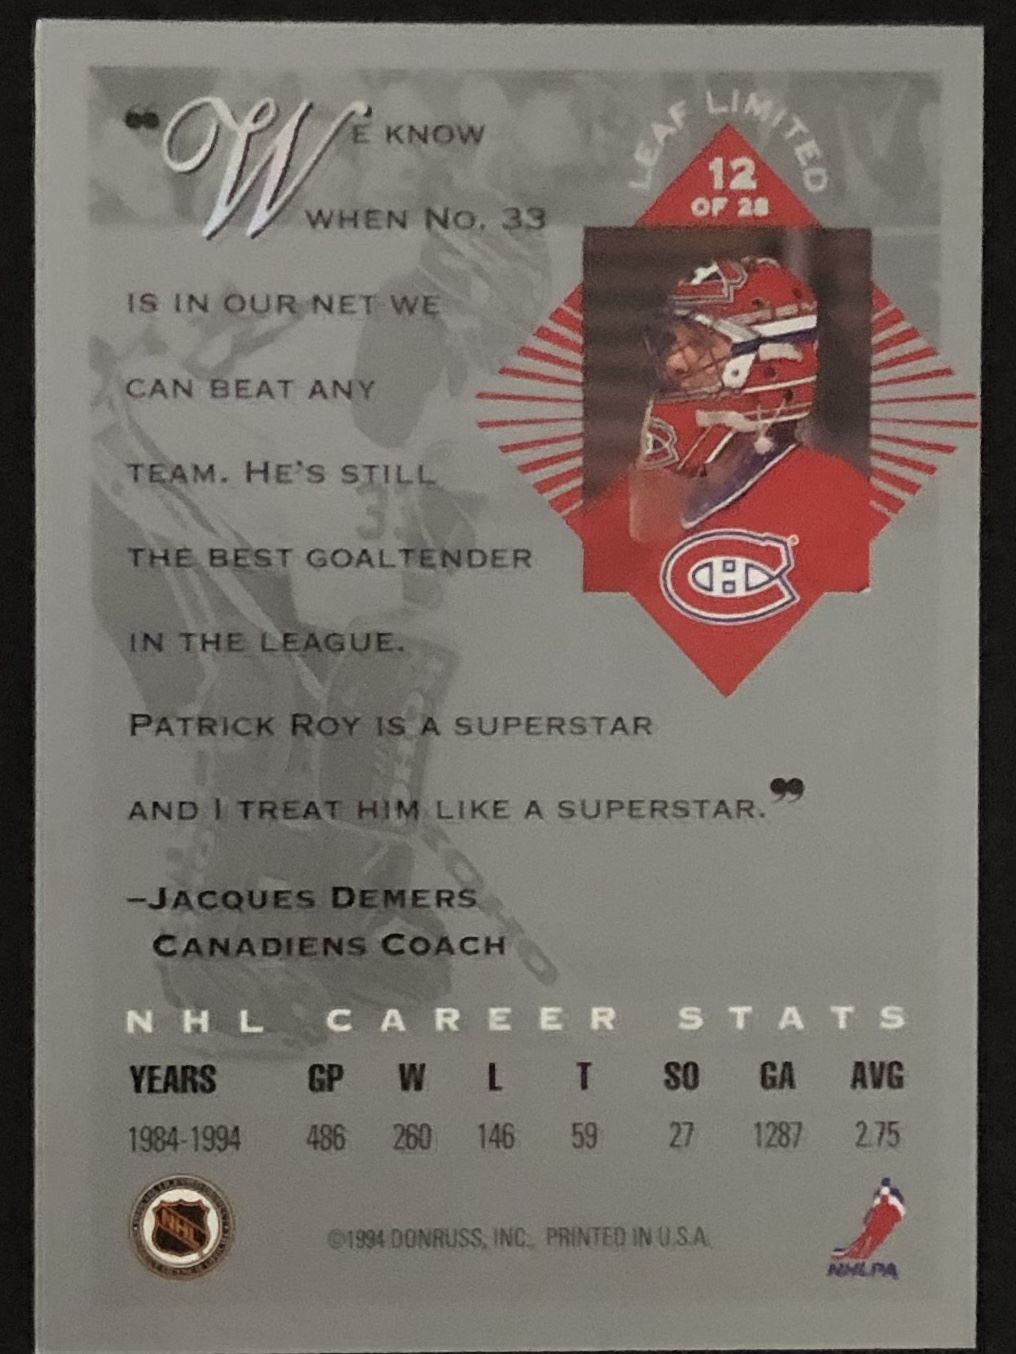 LEAF LIMITED
12
OF 28
“We know
when No. 33
is in our net we
can beat any
team. He's still
the best goaltender
in the league.
Patrick Roy is a superstar
and I treat him like a superstar.”
–Jacques Demers
Canadiens Coach
NHL CAREER STATS
YEARS GP W L T SO GA AVG
1984-1994 486 260 146 59 27 1287 2.75
NHL
©1994 DONRUSS, INC., PRINTED IN U.S.A.
NHLPA